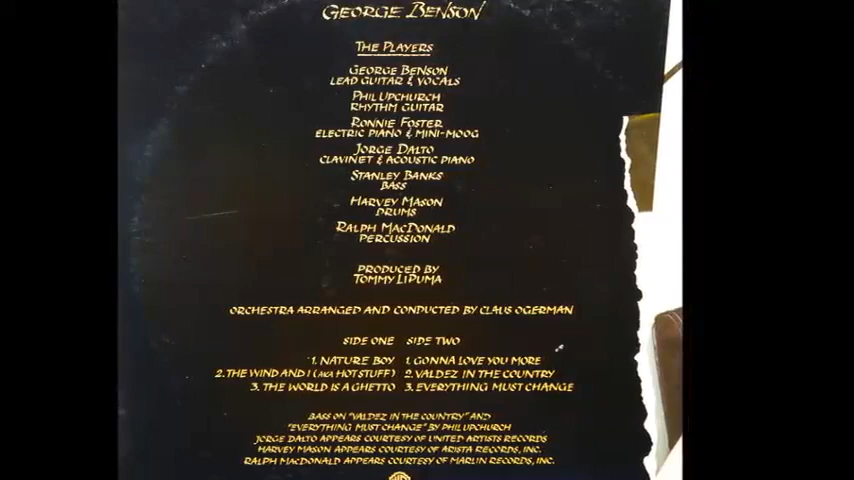 GEORGE BENSON
THE PLAYERS
GEORGE BENSON
LEAD GUITAR & VOCALS
PHIL UPCHURCH
RHYTHM GUITAR
RONNIE FOSTER
ELECTRIC PIANO & MINI-MOOG
JORGE DALTO
CLAVINET & ACOUSTIC PIANO
STANLEY BANKS
BASS
HARVEY MASON
DRUMS
RALPH MACDONALD
PERCUSSION
PRODUCED BY
TOMMY LIPUMA
ORCHESTRA ARRANGED AND CONDUCTED BY CLAUS OGERMAN
SIDE ONE SIDE TWO
1. NATURE BOY 1. GONNA LOVE YOU MORE
2. THE WIND AND I (AKA HOT STUFF) 2. VALDEZ IN THE COUNTRY
3. THE WORLD IS A GHETTO 3. EVERYTHING MUST CHANGE
BASS ON "VALDEZ IN THE COUNTRY" AND
"EVERYTHING MUST CHANGE" BY PHIL UPCHURCH
JORGE DALTO APPEARS COURTESY OF UNITED ARTISTS RECORDS
HARVEY MASON APPEARS COURTESY OF ARISTA RECORDS, INC.
RALPH MACDONALD APPEARS COURTESY OF MARLIN RECORDS, INC.